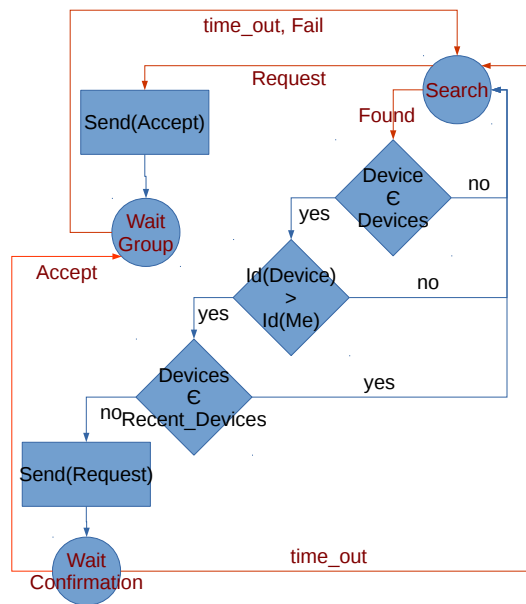 time_out, Fail
Request
Search
Send(Accept)
Found
Device
Є
Devices
no
yes
Wait
Group
Accept
Id(Device)
>
Id(Me)
no
yes
Devices
Є
Recent_Devices
yes
no
Send(Request)
Wait
Confirmation
time_out